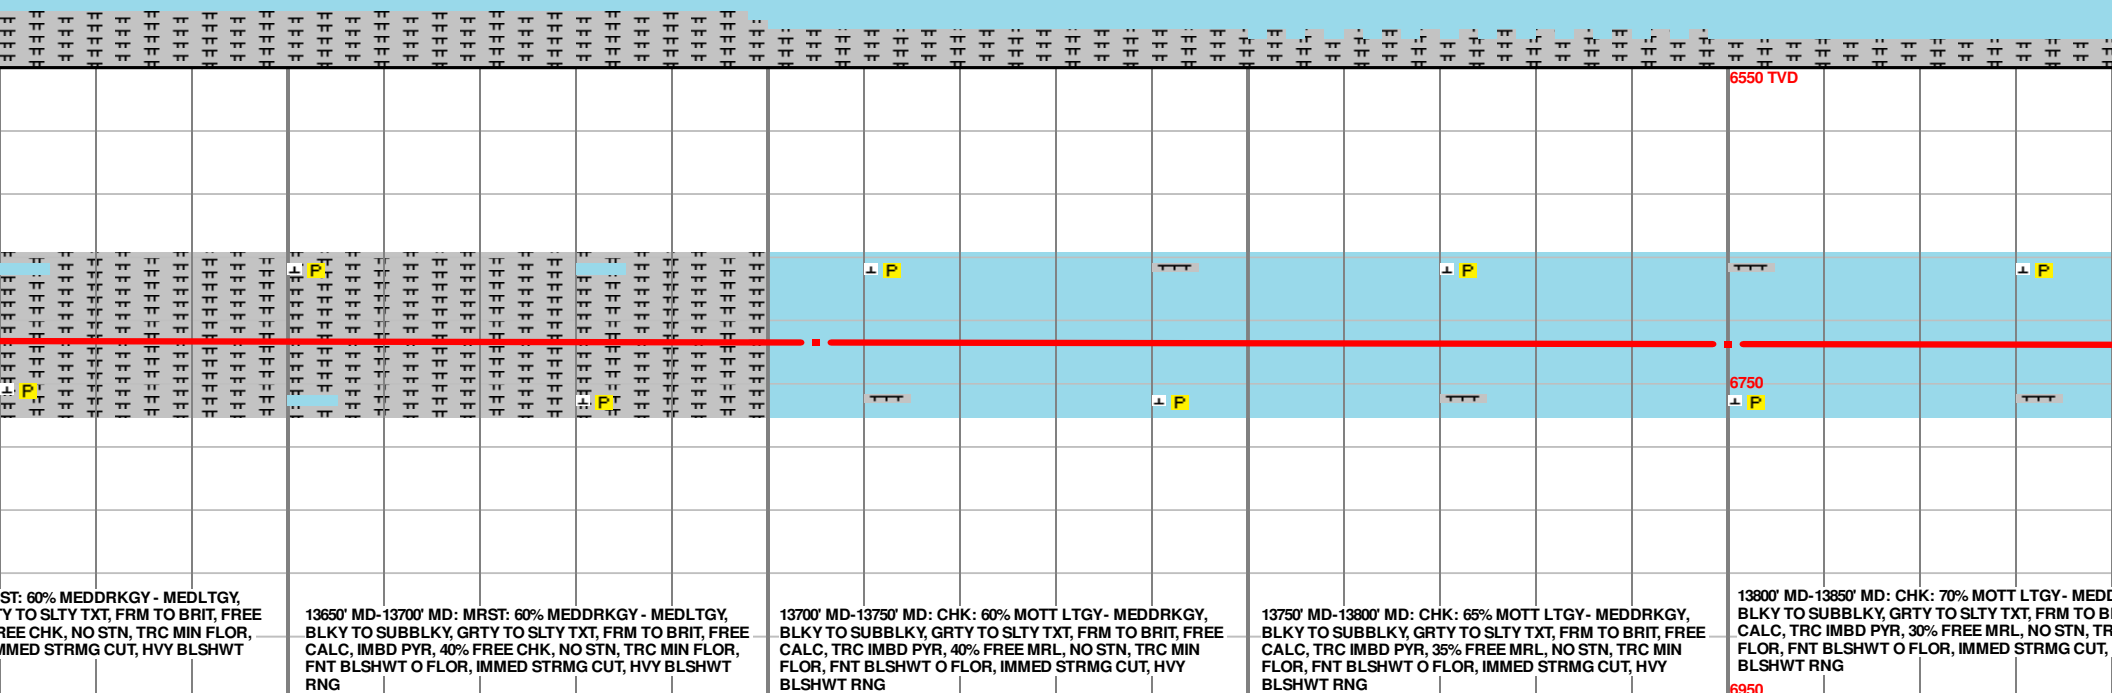 6550 TVD
P
P
P
P
P
6750
P
P
P
P
ST: 60% MEDDRKGY - MEDLTGY,
Y TO SLTY TXT, FRM TO BRIT, FREE
REE CHK, NO STN, TRC MIN FLOR,
MMED STRMG CUT, HVY BLSHWT
13650' MD-13700' MD: MRST: 60% MEDDRKGY - MEDLTGY,
BLKY TO SUBBLKY, GRTY TO SLTY TXT, FRM TO BRIT, FREE
CALC, IMBD PYR, 40% FREE CHK, NO STN, TRC MIN FLOR,
FNT BLSHWT O FLOR, IMMED STRMG CUT, HVY BLSHWT
RNG
13700' MD-13750' MD: CHK: 60% MOTT LTGY- MEDDRKGY,
BLKY TO SUBBLKY, GRTY TO SLTY TXT, FRM TO BRIT, FREE
CALC, TRC IMBD PYR, 40% FREE MRL, NO STN, TRC MIN
FLOR, FNT BLSHWT O FLOR, IMMED STRMG CUT, HVY
BLSHWT RNG
13750' MD-13800' MD: CHK: 65% MOTT LTGY- MEDDRKGY,
BLKY TO SUBBLKY, GRTY TO SLTY TXT, FRM TO BRIT, FREE
CALC, TRC IMBD PYR, 35% FREE MRL, NO STN, TRC MIN
FLOR, FNT BLSHWT O FLOR, IMMED STRMG CUT, HVY
BLSHWT RNG
13800' MD-13850' MD: CHK: 70% MOTT LTGY- MEDD
BLKY TO SUBBLKY, GRTY TO SLTY TXT, FRM TO B
CALC, TRC IMBD PYR, 30% FREE MRL, NO STN, TR
FLOR, FNT BLSHWT O FLOR, IMMED STRMG CUT,
BLSHWT RNG
6950